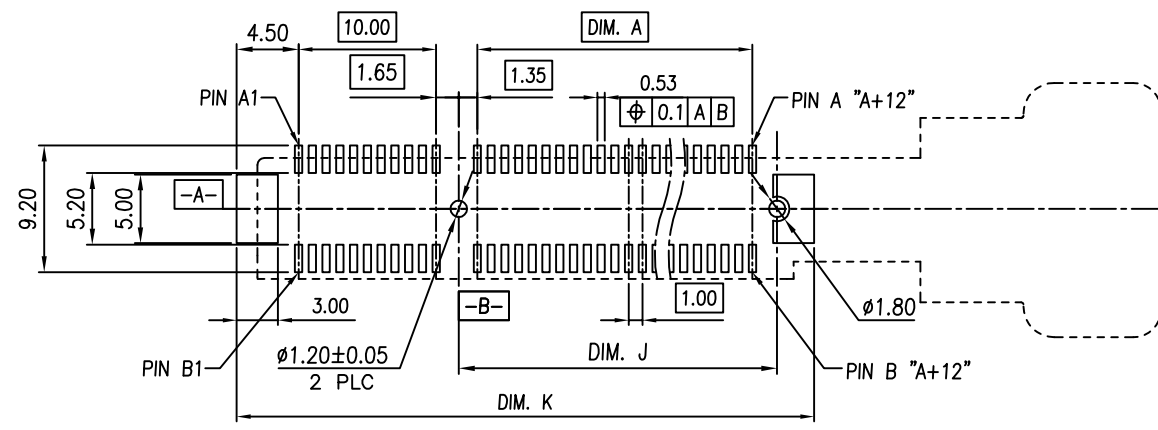 4.50
10.00
DIM. A
1.65
1.35
0.53
PIN A1
⌖ 0.1 A B
PIN A "A+12"
-A-
9.20
5.20
5.00
3.00
-B-
1.00
ø1.80
PIN B1
ø1.20±0.05
2 PLC
DIM. J
PIN B "A+12"
DIM. K